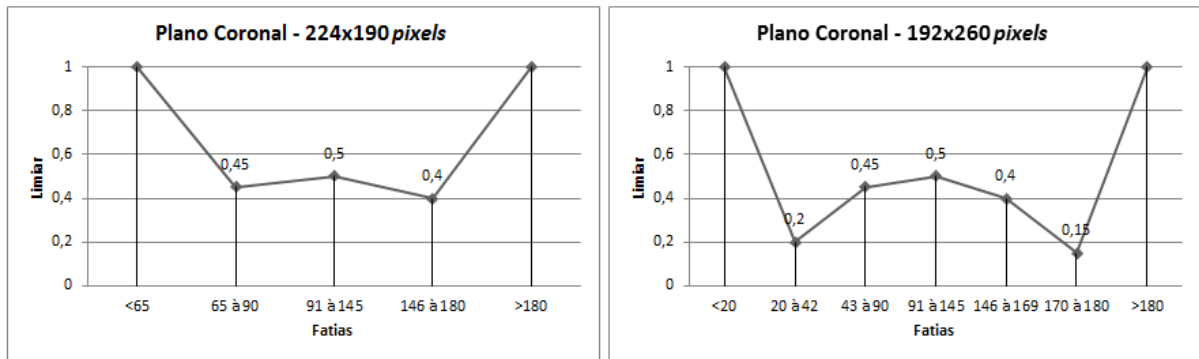 Plano Coronal - 224x190 pixels
1
0,8
0,6
0,4
0,2
0
Limiar
0,45
0,5
0,4
<65
65 à 90
91 à 145
146 à 180
>180
Fatias
Plano Coronal - 192x260 pixels
1
0,8
0,6
0,4
0,2
0
Limiar
0,2
0,45
0,5
0,4
0,15
<20
20 à 42
43 à 90
91 à 145
146 à 169
170 à 180
>180
Fatias